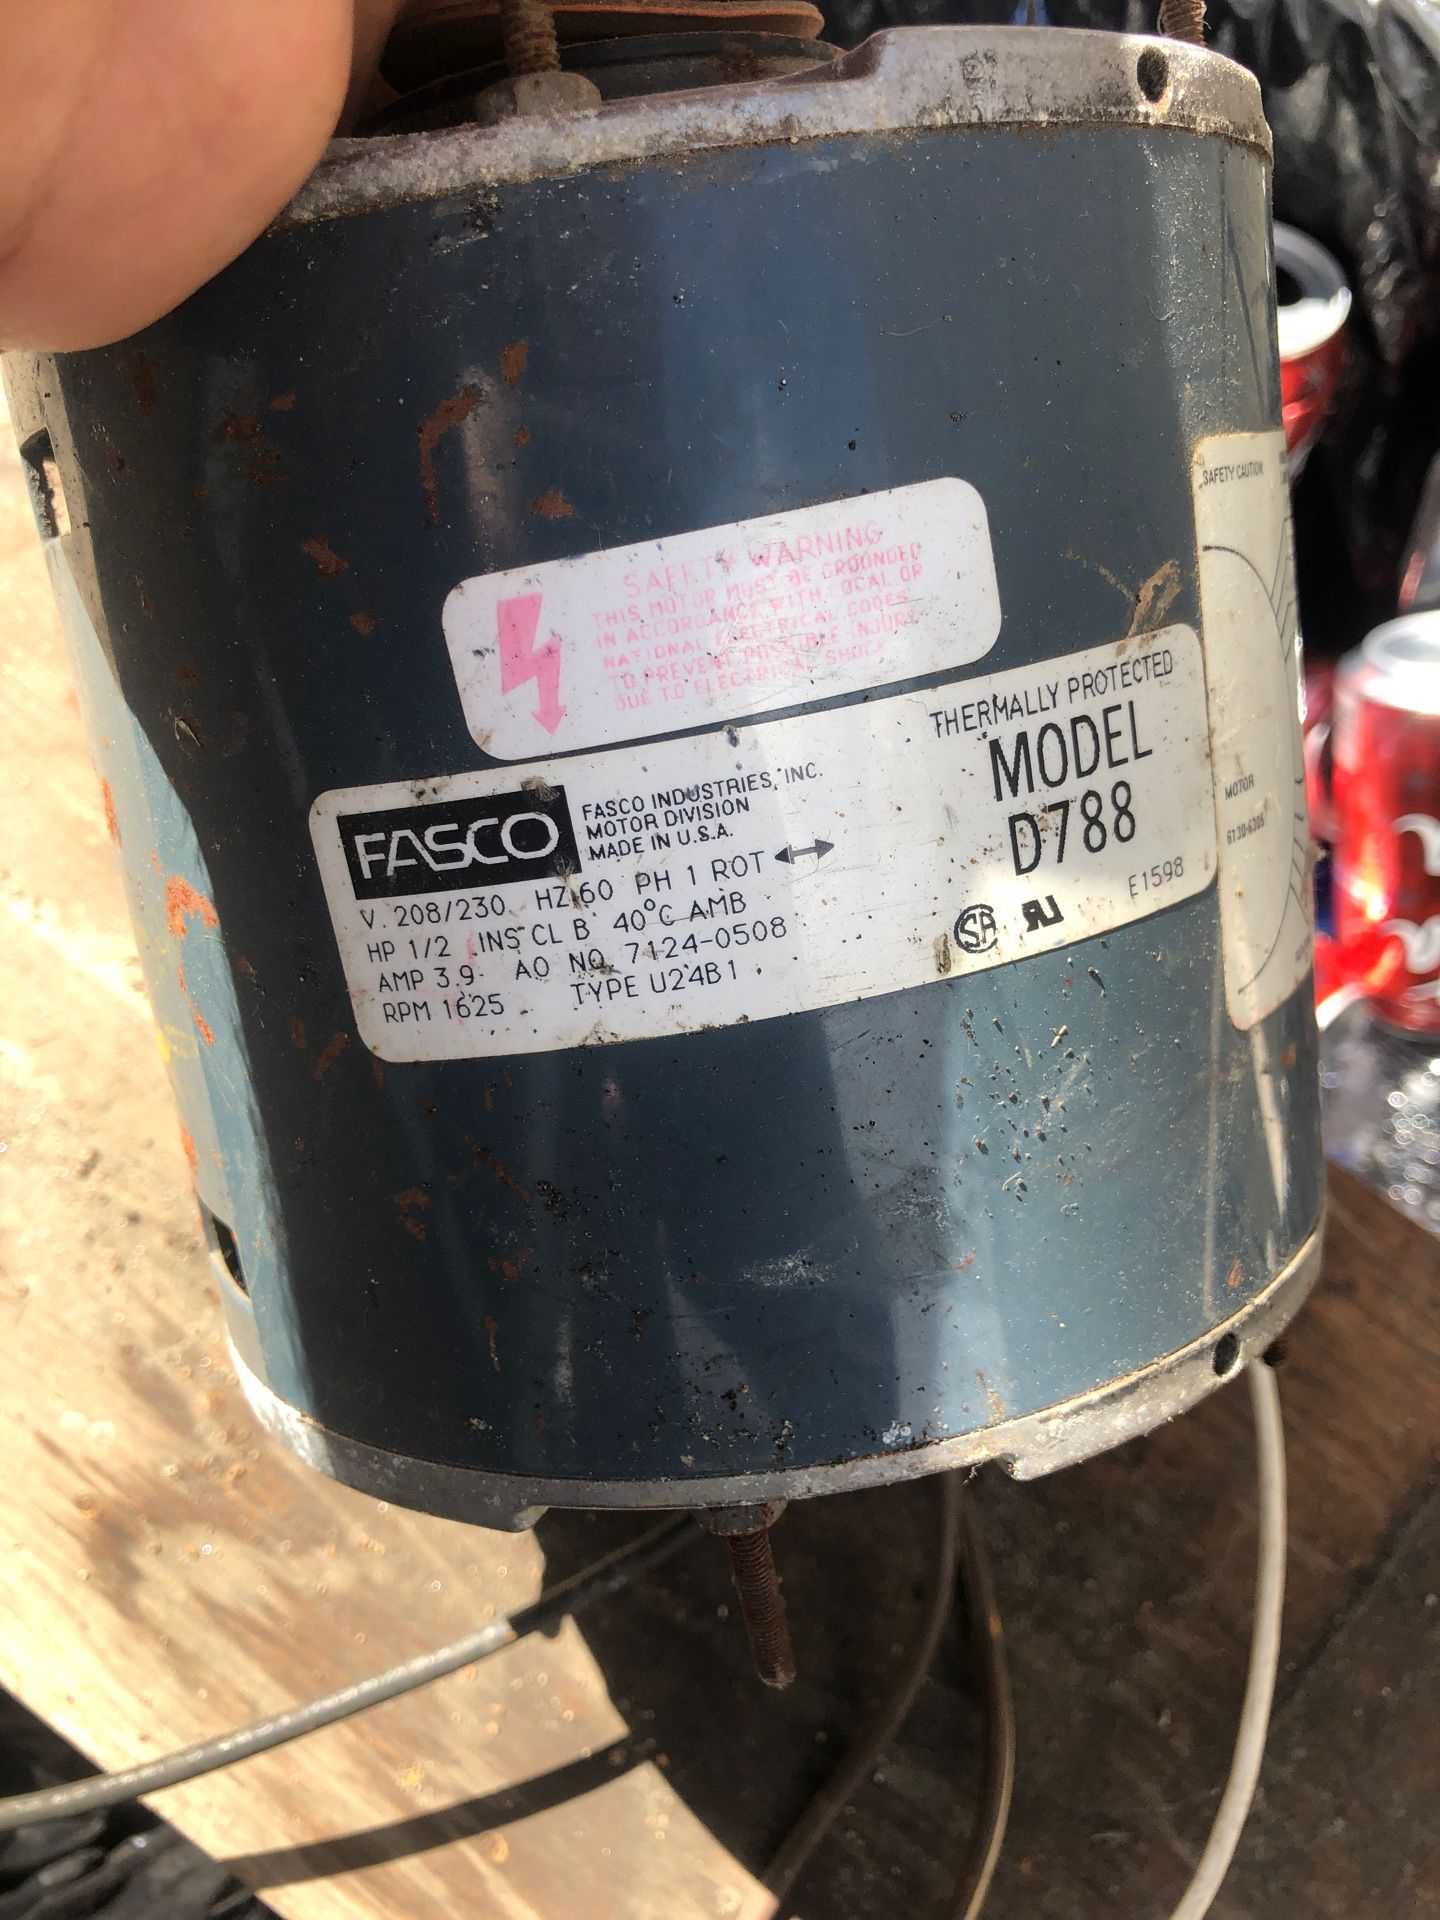 SAFETY WARNING
THIS MOTOR MUST BE GROUNDED
IN ACCORDANCE WITH LOCAL OR
NATIONAL ELECTRICAL CODES
TO PREVENT POSSIBLE INJURY
DUE TO ELECTRICAL SHOCK
FASCO
FASCO INDUSTRIES, INC.
MOTOR DIVISION
MADE IN U.S.A.
V. 208/230 HZ 60 PH 1 ROT ↔
HP 1/2 INS CL B 40°C AMB
AMP 3.9 AO NO. 7124-0508
RPM 1625 TYPE U24B1
THERMALLY PROTECTED
MODEL
D788
SA
E1598
SAFETY CAUTION
MOTOR
6130-6305